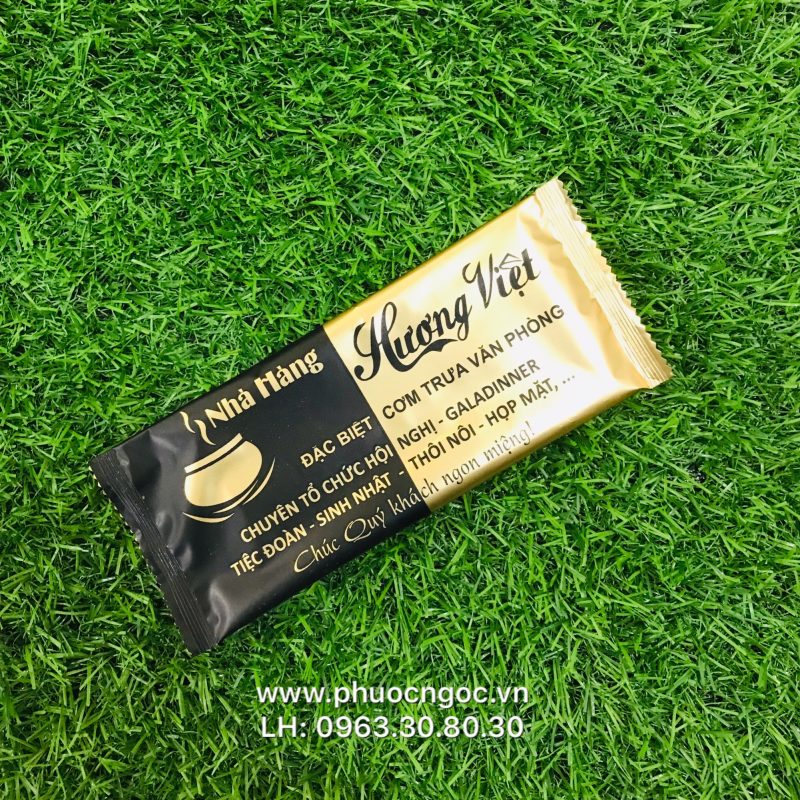 Nhà Hàng Hương Việt
ĐẶC BIỆT CƠM TRƯA VĂN PHÒNG
CHUYÊN TỔ CHỨC HỘI NGHỊ - GALADINNER
TIỆC ĐOÀN - SINH NHẬT - THÔI NÔI - HỌP MẶT, ...
Chúc Quý khách ngon miệng!
www.phuocngoc.vn
LH: 0963.30.80.30